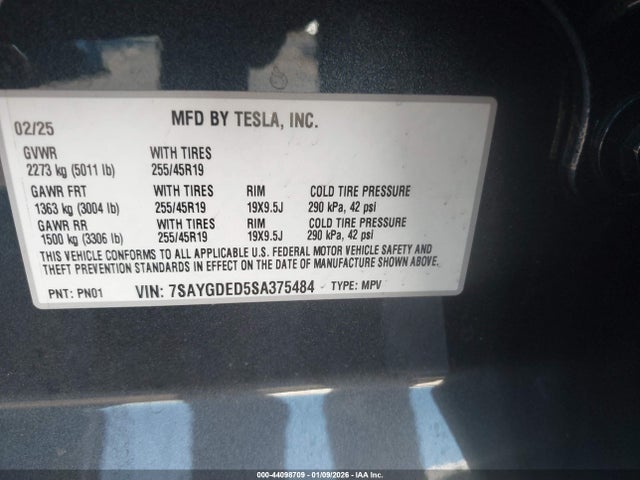 MFD BY TESLA, INC.
02/25
GVWR WITH TIRES
2273 kg (5011 lb) 255/45R19
GAWR FRT WITH TIRES RIM COLD TIRE PRESSURE
1363 kg (3004 lb) 255/45R19 19X9.5J 290 kPa, 42 psi
GAWR RR WITH TIRES RIM COLD TIRE PRESSURE
1500 kg (3306 lb) 255/45R19 19X9.5J 290 kPa, 42 psi
THIS VEHICLE CONFORMS TO ALL APPLICABLE U.S. FEDERAL MOTOR VEHICLE SAFETY AND
THEFT PREVENTION STANDARDS IN EFFECT ON DATE OF MANUFACTURE SHOWN ABOVE.
PNT: PN01 VIN: 7SAYGDED5SA375484 TYPE: MPV
000-44098709 - 01/09/2026 - IAA Inc.